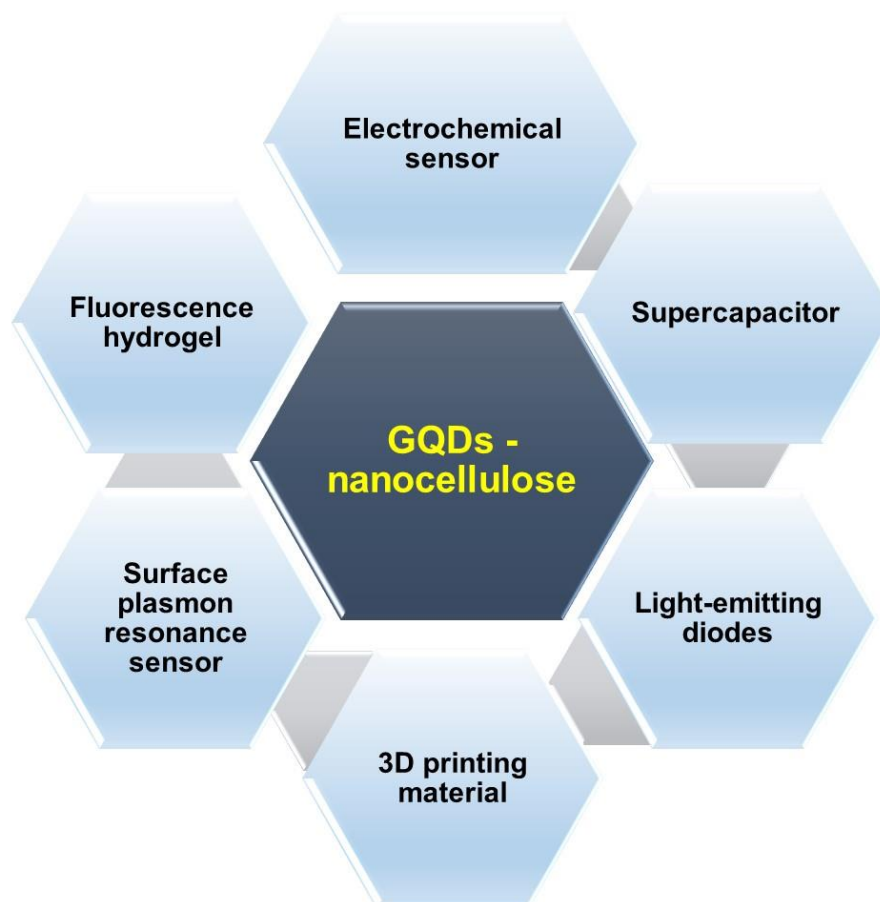 Electrochemical
sensor
Fluorescence
hydrogel
Supercapacitor
GQDs -
nanocellulose
Surface
plasmon
resonance
sensor
Light-emitting
diodes
3D printing
material